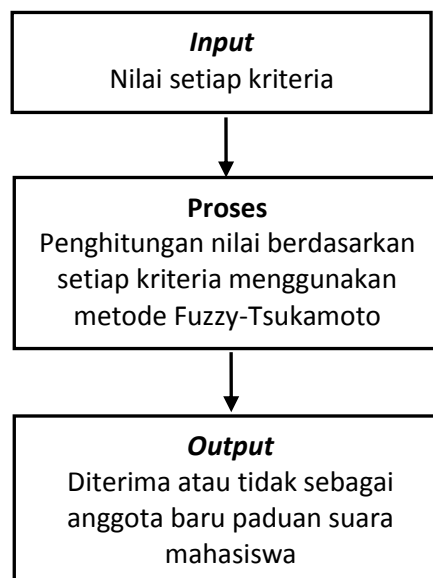 Input
Nilai setiap kriteria
Proses
Penghitungan nilai berdasarkan
setiap kriteria menggunakan
metode Fuzzy-Tsukamoto
Output
Diterima atau tidak sebagai
anggota baru paduan suara
mahasiswa